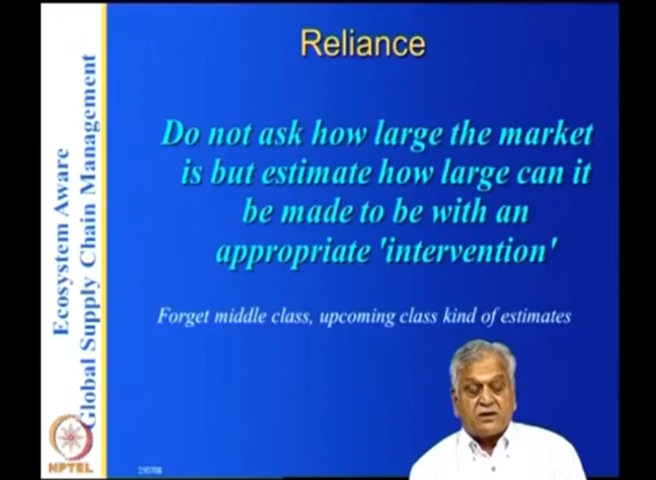 Reliance
Do not ask how large the market
is but estimate how large can it
be made to be with an
appropriate 'intervention'
Forget middle class, upcoming class kind of estimates
Ecosystem Aware
Global Supply Chain Management
NPTEL
250708